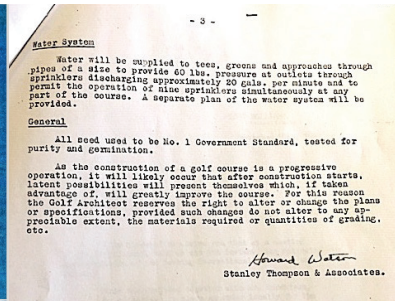 - 3 -
Water System
Water will be supplied to tees, greens and approaches through
pipes of a size to provide 60 lbs. pressure at outlets through
sprinklers discharging approximately 20 gals. per minute and to
permit the operation of nine sprinklers simultaneously at any
part of the course. A separate plan of the water system will be
provided.
General
All seed used to be No. 1 Government Standard, tested for
purity and germination.
As the construction of a golf course is a progressive
operation, it will likely occur that after construction starts,
latent possibilities will present themselves which, if taken
advantage of, will greatly improve the course. For this reason
the Golf Architect reserves the right to alter or change the plans
or specifications, provided such changes do not alter to any ap-
preciable extent, the materials required or quantities of grading,
etc.
Howard Watson
Stanley Thompson & Associates.